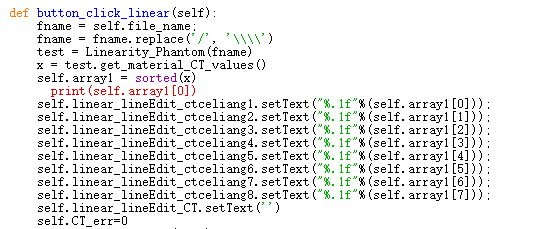 def button_click_linear(self):
    fname = self.file_name;
    fname = fname.replace('/', '\\\\')
    test = Linearity_Phantom(fname)
    x = test.get_material_CT_values()
    self.array1 = sorted(x)
      print(self.array1[0])
    self.linear_lineEdit_ctceliang1.setText("%.1f"%(self.array1[0]));
    self.linear_lineEdit_ctceliang2.setText("%.1f"%(self.array1[1]));
    self.linear_lineEdit_ctceliang3.setText("%.1f"%(self.array1[2]));
    self.linear_lineEdit_ctceliang4.setText("%.1f"%(self.array1[3]));
    self.linear_lineEdit_ctceliang5.setText("%.1f"%(self.array1[4]));
    self.linear_lineEdit_ctceliang6.setText("%.1f"%(self.array1[5]));
    self.linear_lineEdit_ctceliang7.setText("%.1f"%(self.array1[6]));
    self.linear_lineEdit_ctceliang8.setText("%.1f"%(self.array1[7]));
    self.linear_lineEdit_CT.setText('')
    self.CT_err=0